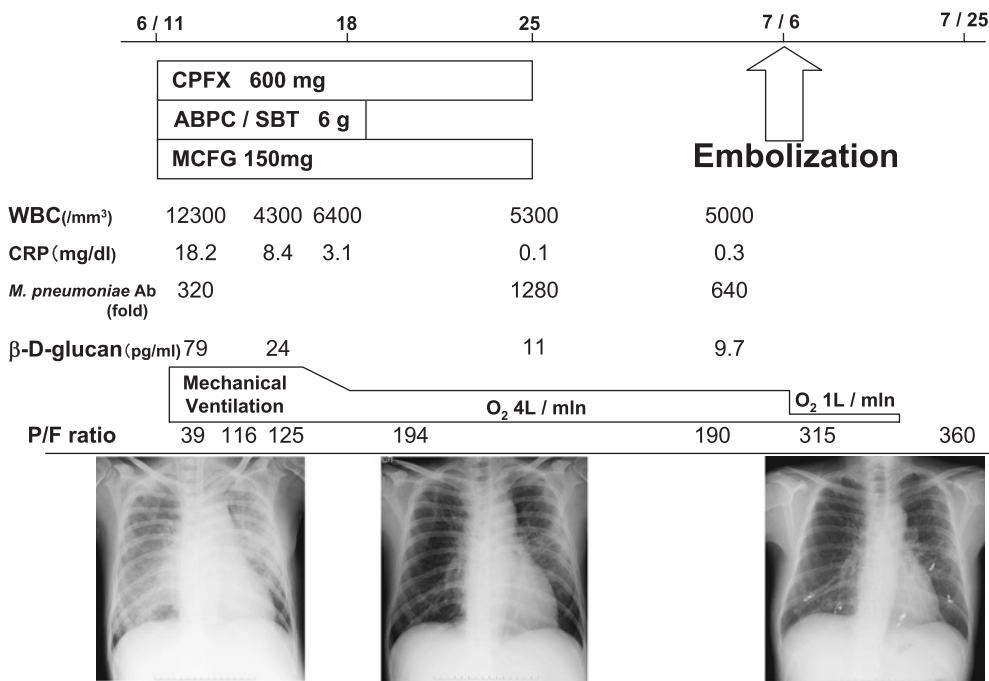 6 / 11 18 25 7 / 6 7 / 25
CPFX 600 mg
ABPC / SBT 6 g
MCFG 150mg
Embolization
WBC(/mm³) 12300 4300 6400 5300 5000
CRP(mg/dl) 18.2 8.4 3.1 0.1 0.3
M. pneumoniae Ab 320 1280 640
(fold)
β-D-glucan(pg/ml) 79 24 11 9.7
Mechanical
Ventilation
O₂ 4L / mIn
O₂ 1L / mIn
P/F ratio 39 116 125 194 190 315 360